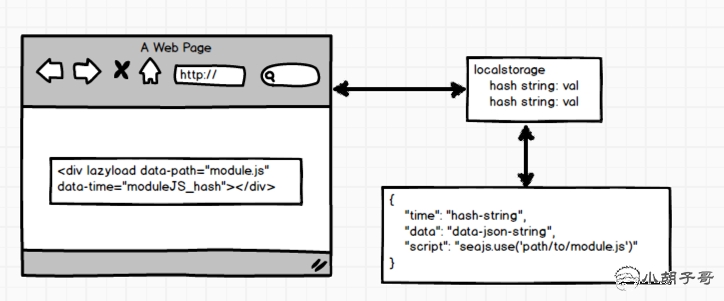 A Web Page
http://
<div lazyload data-path="module.js"
data-time="moduleJS_hash"></div>
localstorage
hash string: val
hash string: val
{
"time": "hash-string",
"data": "data-json-string",
"script": "seajs.use('path/to/module.js')"
}
小胡子哥